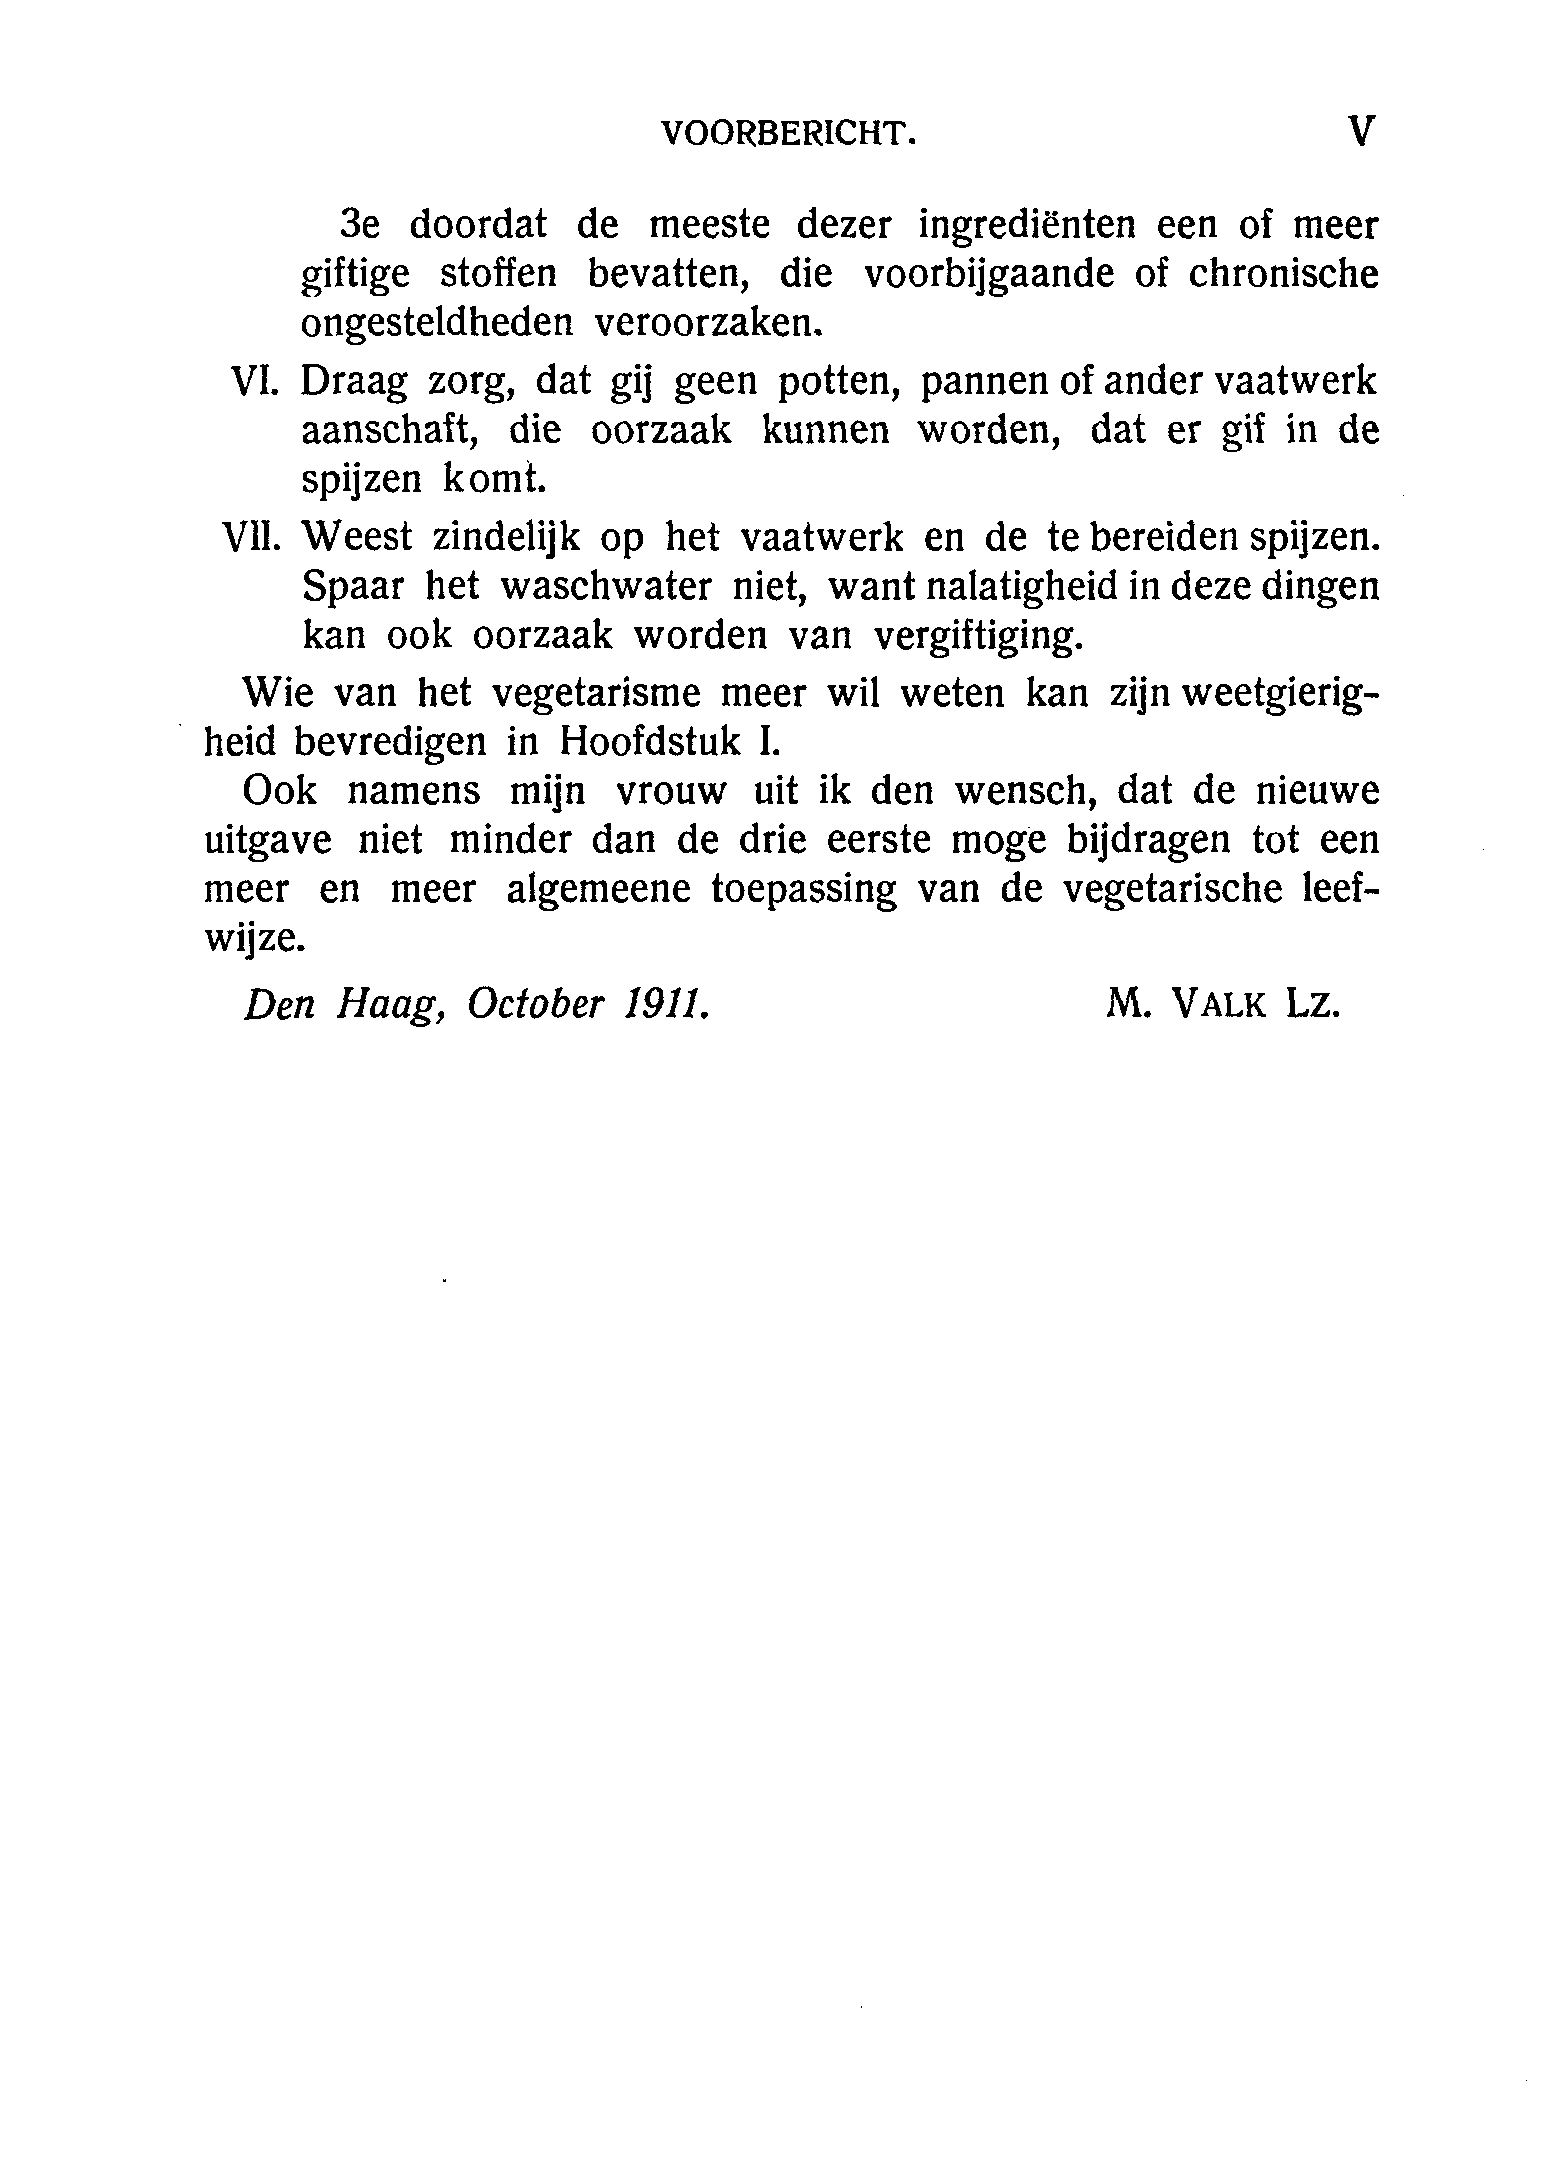 VOORBERICHT. V
3e doordat de meeste dezer ingrediënten een of meer
giftige stoffen bevatten, die voorbijgaande of chronische
ongesteldheden veroorzaken.
VI. Draag zorg, dat gij geen potten, pannen of ander vaatwerk
aanschaft, die oorzaak kunnen worden, dat er gif in de
spijzen komt.
VII. Weest zindelijk op het vaatwerk en de te bereiden spijzen.
Spaar het waschwater niet, want nalatigheid in deze dingen
kan ook oorzaak worden van vergiftiging.
Wie van het vegetarisme meer wil weten kan zijn weetgierig-
heid bevredigen in Hoofdstuk I.
Ook namens mijn vrouw uit ik den wensch, dat de nieuwe
uitgave niet minder dan de drie eerste moge bijdragen tot een
meer en meer algemeene toepassing van de vegetarische leef-
wijze.
Den Haag, October 1911. M. VALK LZ.